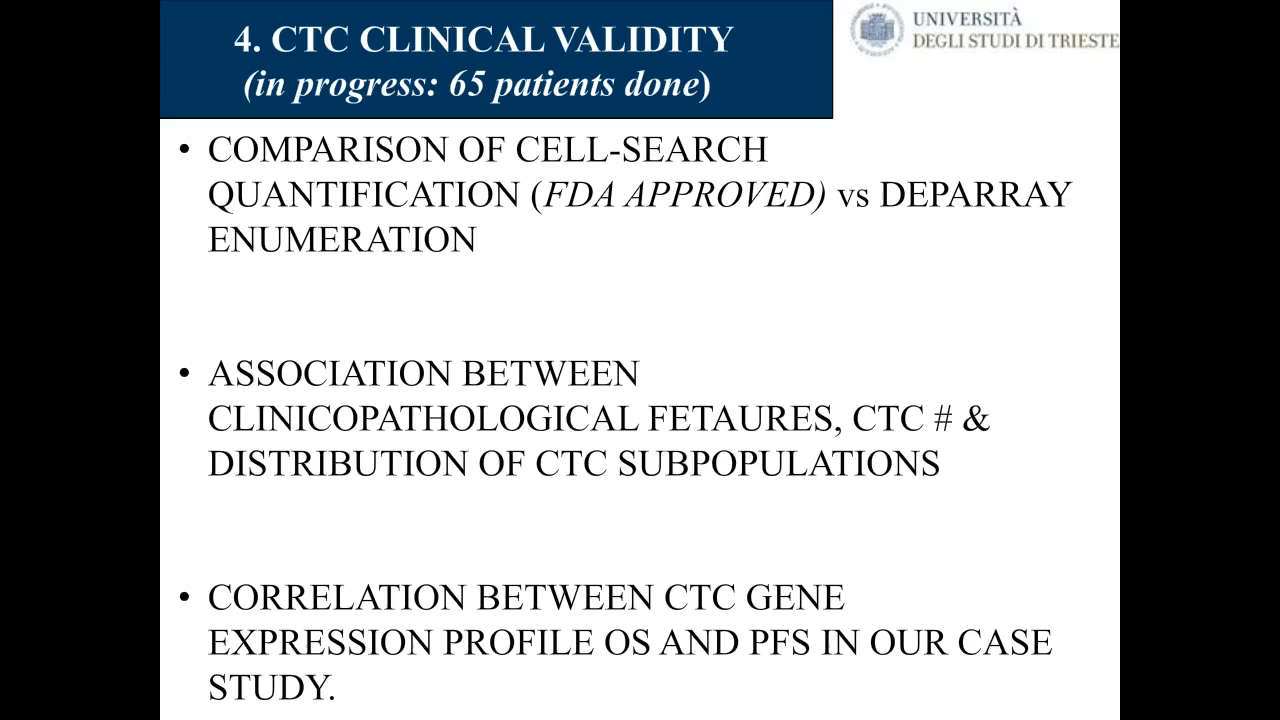 4. CTC CLINICAL VALIDITY
(in progress: 65 patients done)
UNIVERSITÀ
DEGLI STUDI DI TRIESTE
• COMPARISON OF CELL-SEARCH
QUANTIFICATION (FDA APPROVED) vs DEPARRAY
ENUMERATION
• ASSOCIATION BETWEEN
CLINICOPATHOLOGICAL FETAURES, CTC # &
DISTRIBUTION OF CTC SUBPOPULATIONS
• CORRELATION BETWEEN CTC GENE
EXPRESSION PROFILE OS AND PFS IN OUR CASE
STUDY.